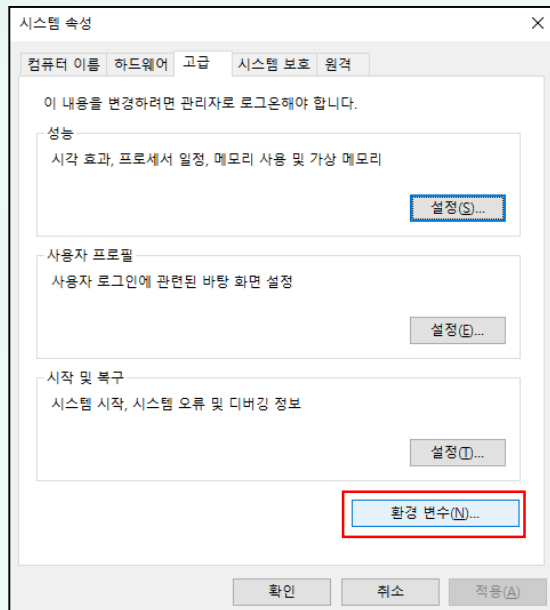 시스템 속성
컴퓨터 이름 하드웨어 고급 시스템 보호 원격
이 내용을 변경하려면 관리자로 로그온해야 합니다.
성능
시각 효과, 프로세서 일정, 메모리 사용 및 가상 메모리
설정(S)...
사용자 프로필
사용자 로그인에 관련된 바탕 화면 설정
설정(E)...
시작 및 복구
시스템 시작, 시스템 오류 및 디버깅 정보
설정(T)...
환경 변수(N)...
확인 취소 적용(A)